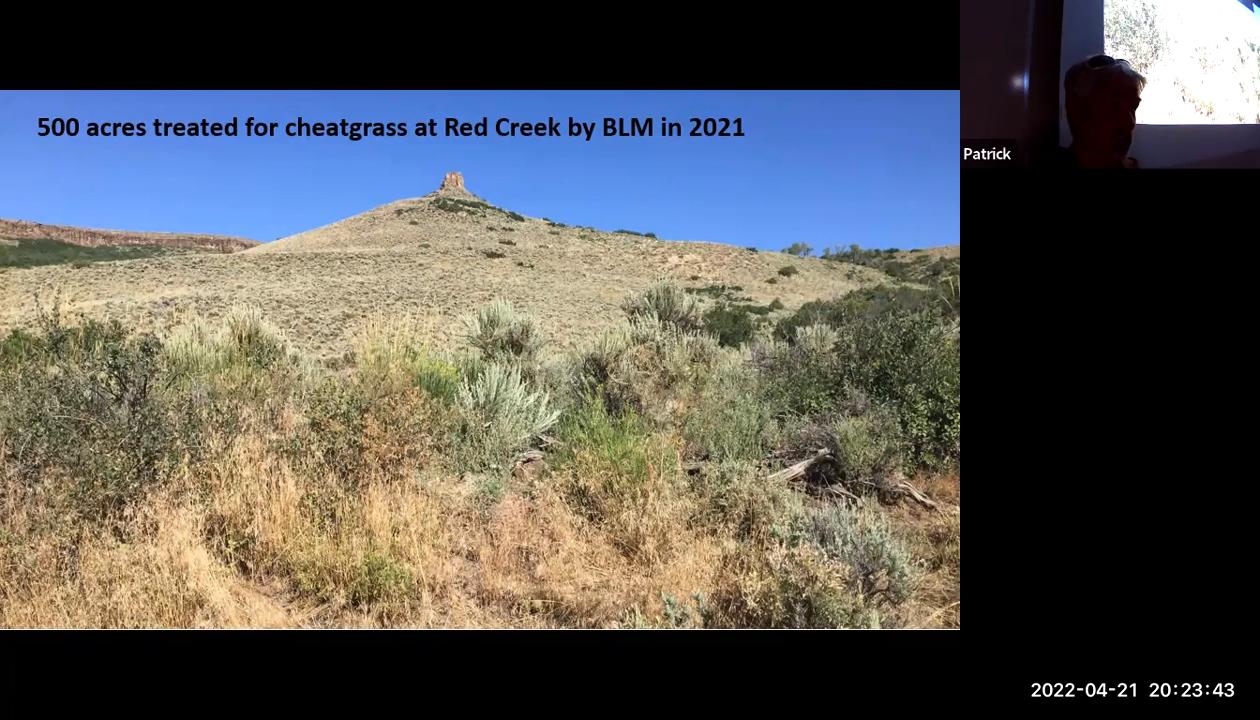 500 acres treated for cheatgrass at Red Creek by BLM in 2021
Patrick
2022-04-21 20:23:43